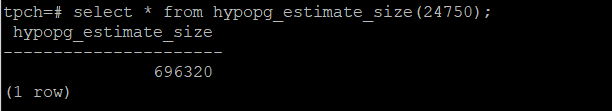 tpch=# select * from hypopg_estimate_size(24750);
 hypopg_estimate_size
----------------------
               696320
(1 row)